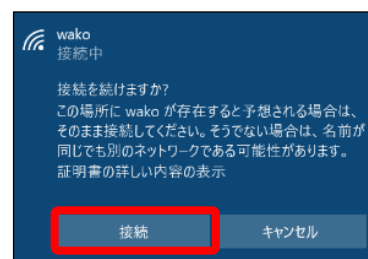 wako
接続中
接続を続けますか?
この場所に wako が存在すると予想される場合は、
そのまま接続してください。そうでない場合は、名前が
同じでも別のネットワークである可能性があります。
証明書の詳しい内容の表示
接続
キャンセル